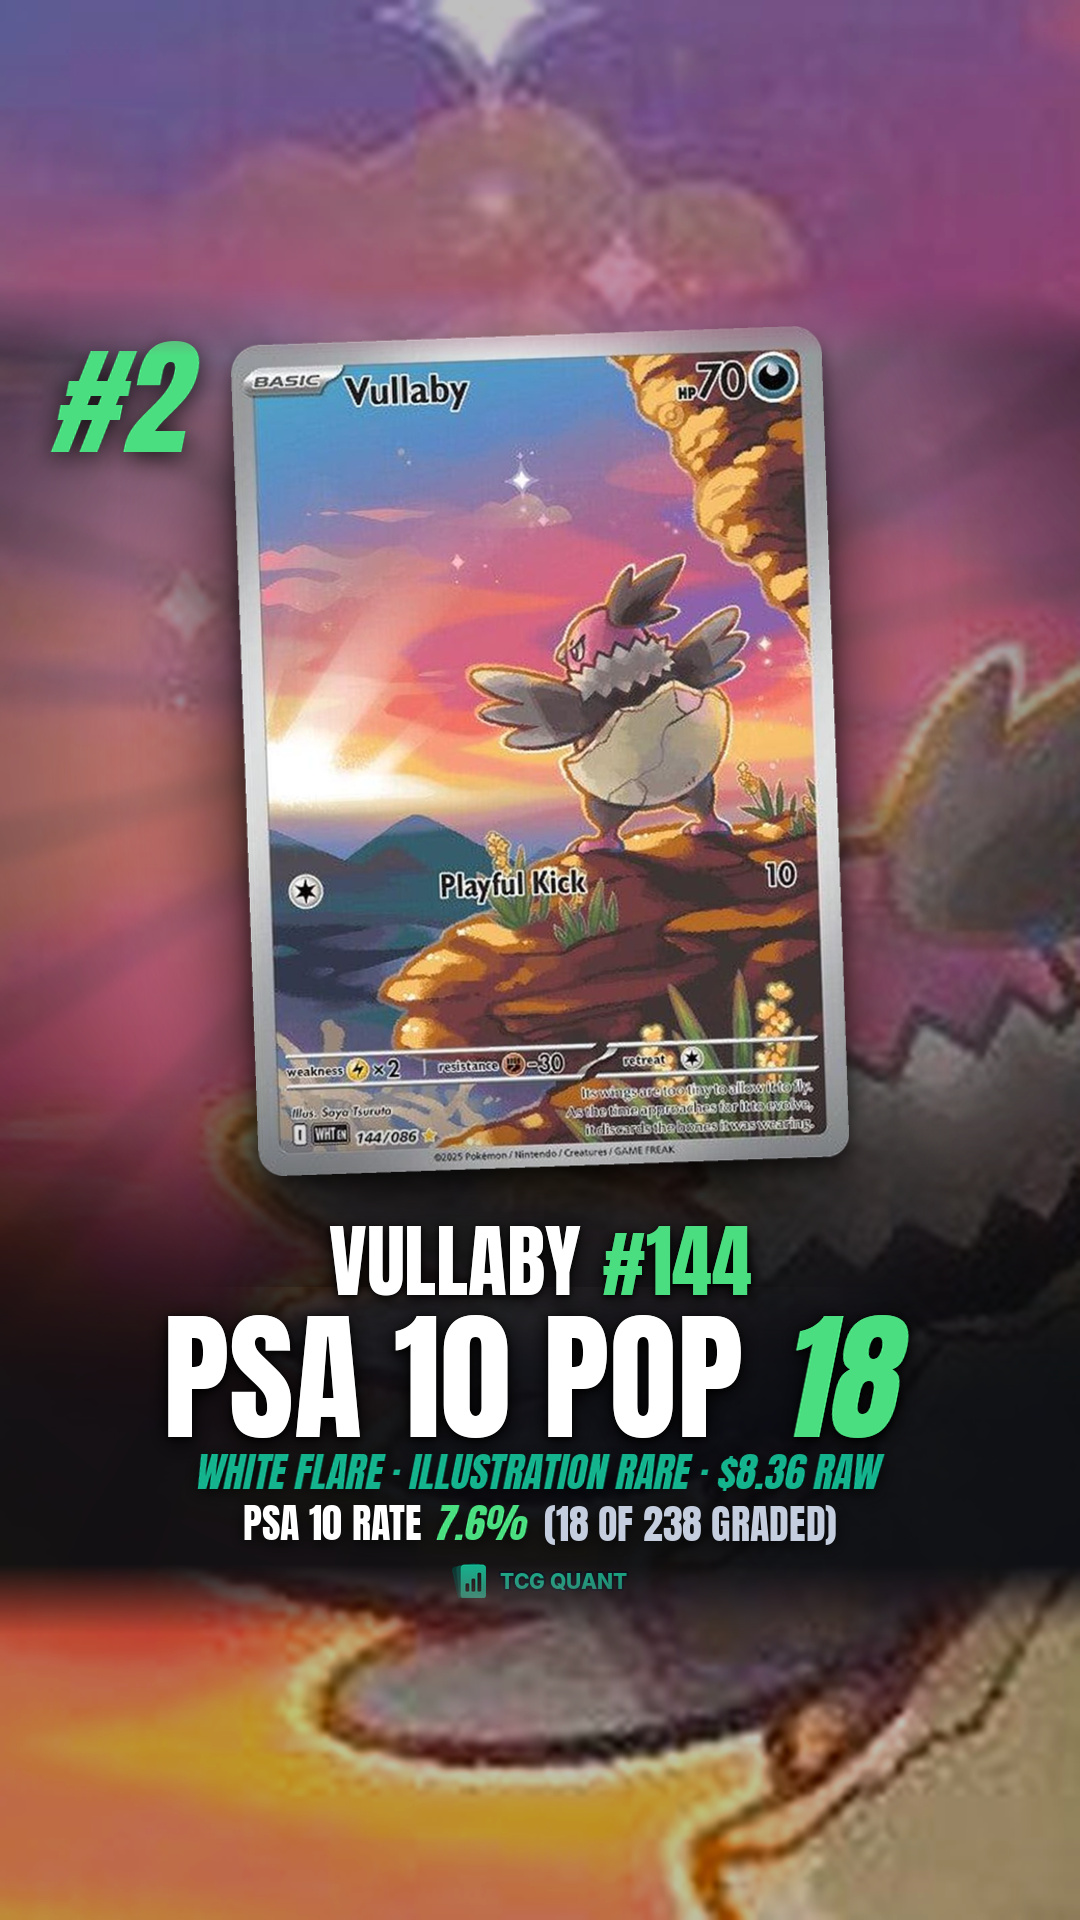 #2
BASIC Vullaby HP 70
Playful Kick 10
weakness ×2 resistance -30 retreat
Its wings are too tiny to allow it to fly.
As the time approaches for it to evolve,
it discards the bones it was wearing.
Illus. Saya Tsuruta
I WHT EN 144/086
©2025 Pokémon / Nintendo / Creatures / GAME FREAK
VULLABY #144
PSA 10 POP 18
WHITE FLARE · ILLUSTRATION RARE · $8.36 RAW
PSA 10 RATE 7.6% (18 OF 238 GRADED)
TCG QUANT